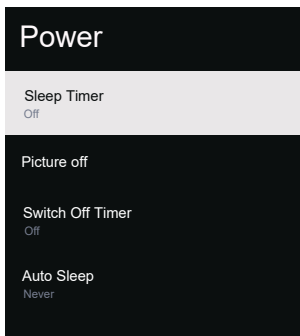 Power
Sleep Timer
Off
Picture off
Switch Off Timer
Off
Auto Sleep
Never